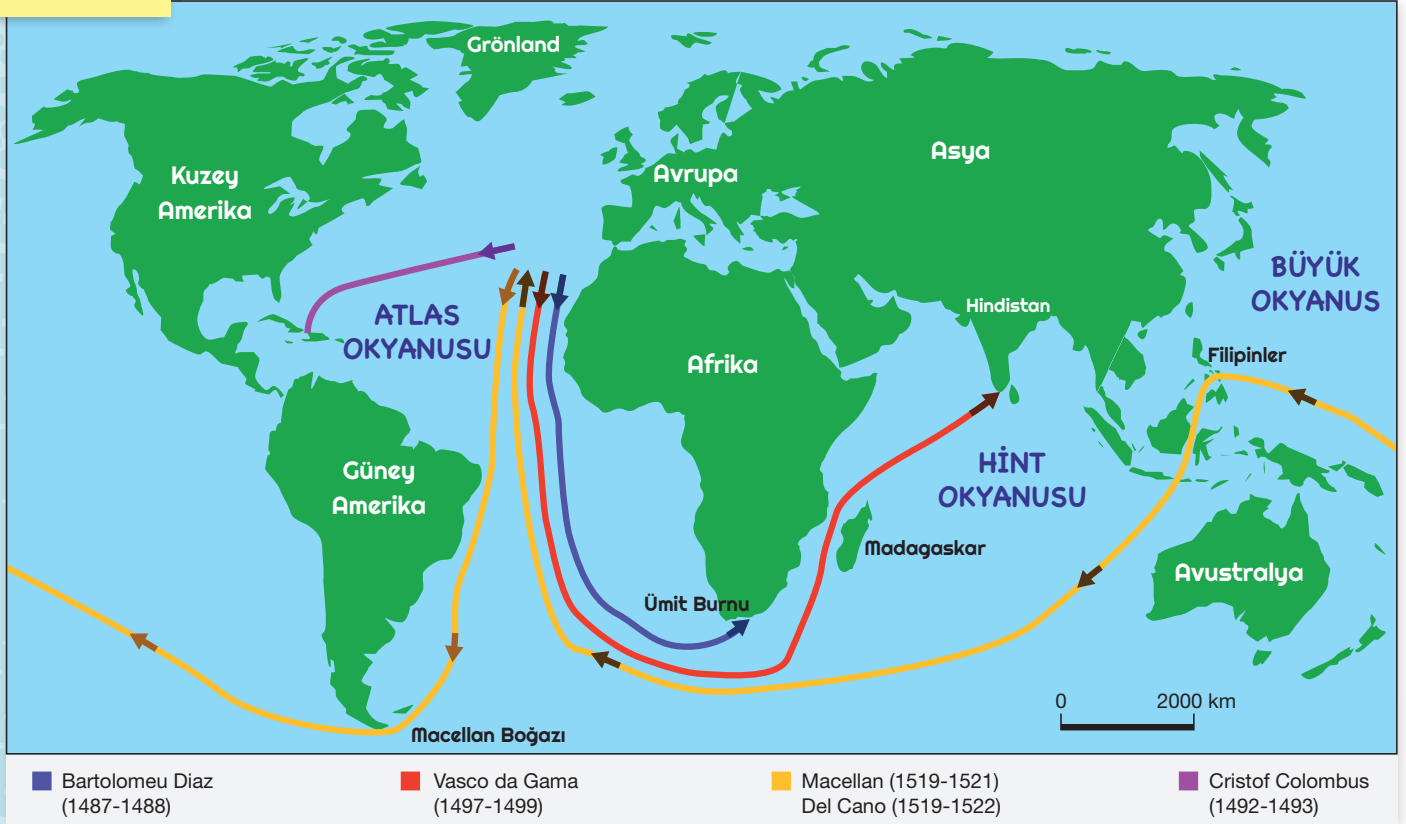 Grönland
Kuzey
Amerika
Avrupa
Asya
ATLAS
OKYANUSU
BÜYÜK
OKYANUS
Hindistan
Filipinler
Afrika
Güney
Amerika
HİNT
OKYANUSU
Madagaskar
Avustralya
Ümit Burnu
Macellan Boğazı
0 2000 km
Bartolomeu Diaz
(1487-1488)
Vasco da Gama
(1497-1499)
Macellan (1519-1521)
Del Cano (1519-1522)
Cristof Colombus
(1492-1493)